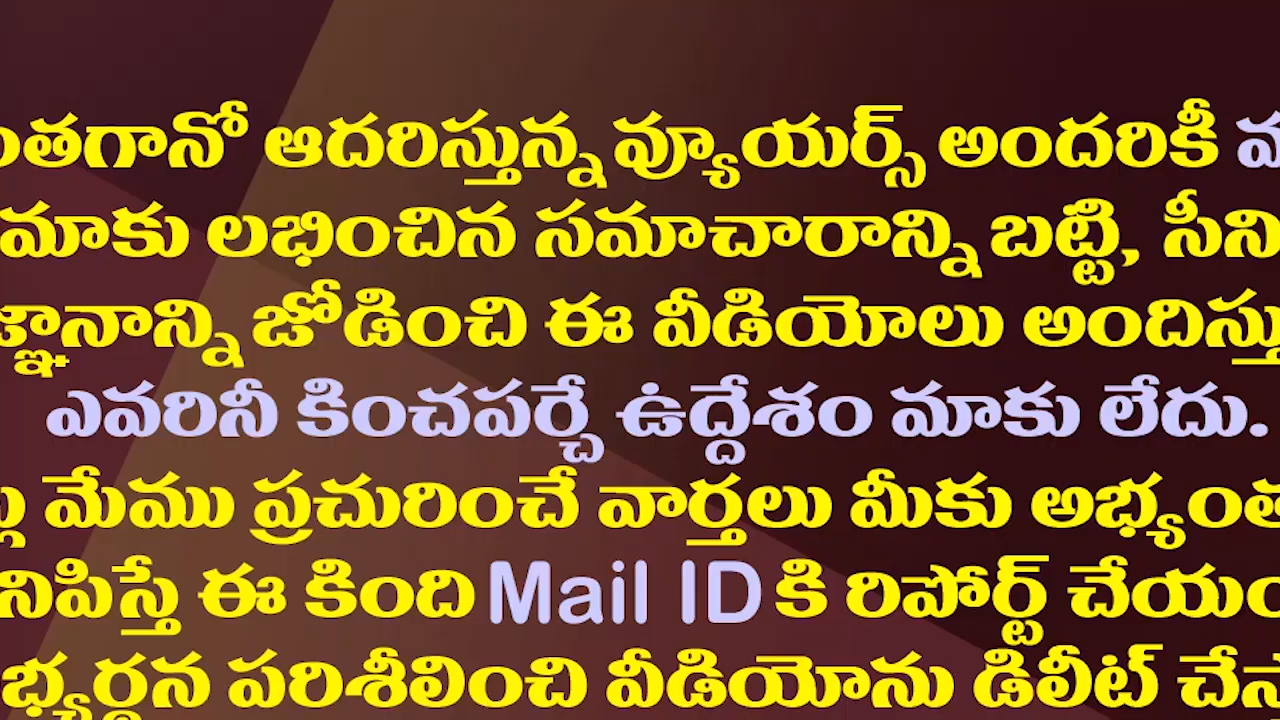 ంతగానో ఆదరిస్తున్న వ్యూయర్స్ అందరికీ
మాకు లభించిన సమాచారాన్ని బట్టి, సీని
జ్ఞానాన్ని జోడించి ఈ వీడియోలు అందిస్తు
ఎవరినీ కించపర్చే ఉద్దేశం మాకు లేదు.
మేము ప్రచురించే వార్తలు మీకు అభ్యంత
నిపిస్తే ఈ కింది Mail ID కి రిపోర్ట్ చేయం
భ్యర్థన పరిశీలించి వీడియోను డిలీట్ చేస